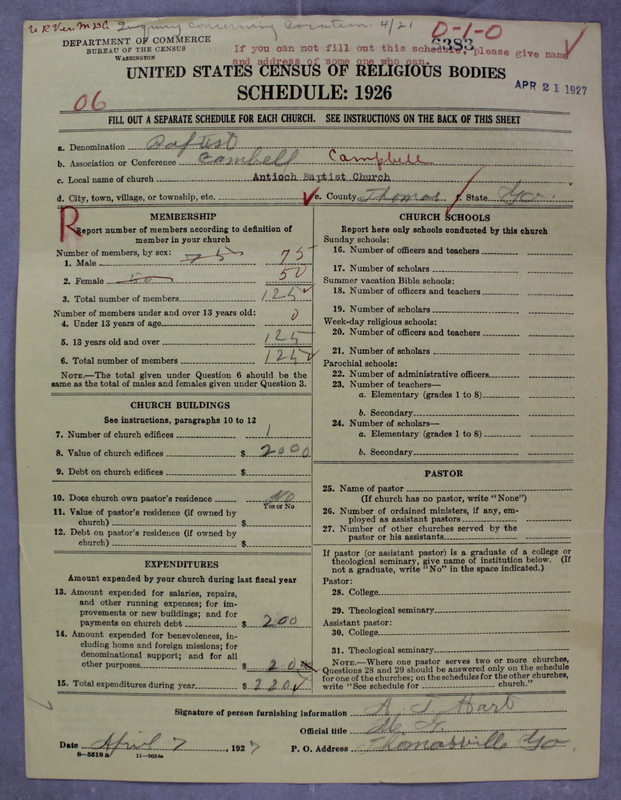 Inquiry Concerning Location 4/21
D-1-0
6383
DEPARTMENT OF COMMERCE
BUREAU OF THE CENSUS
WASHINGTON
If you can not fill out this schedule, please give name
and address of some one who can.
UNITED STATES CENSUS OF RELIGIOUS BODIES
SCHEDULE: 1926
APR 21 1927
06
FILL OUT A SEPARATE SCHEDULE FOR EACH CHURCH. SEE INSTRUCTIONS ON THE BACK OF THIS SHEET
a. Denomination Baptist
b. Association or Conference Cambell Campbell
c. Local name of church Antioch Baptist Church
d. City, town, village, or township, etc. e. County Thomas f. State Ga.
R
MEMBERSHIP
Report number of members according to definition of
member in your church
Number of members, by sex:
1. Male 75 75
2. Female 50 50
3. Total number of members 125
Number of members under and over 13 years old:
4. Under 13 years of age 0
5. 13 years old and over 125
6. Total number of members 125
NOTE.—The total given under Question 6 should be
same as the total of males and females given under Question 3.
CHURCH BUILDINGS
See instructions, paragraphs 10 to 12
7. Number of church edifices 1
8. Value of church edifices $ 2000
9. Debt on church edifices $
10. Does church own pastor's residence No
Yes or No
11. Value of pastor's residence (if owned by
church) $
12. Debt on pastor's residence (if owned by
church) $
EXPENDITURES
Amount expended by your church during last fiscal year
13. Amount expended for salaries, repairs,
and other running expenses; for im-
provements or new buildings; and for
payments on church debt $ 200
14. Amount expended for benevolences, in-
cluding home and foreign missions; for
denominational support; and for all
other purposes $ 20
15. Total expenditures during year $ 220
CHURCH SCHOOLS
Report here only schools conducted by this church
Sunday schools:
16. Number of officers and teachers
17. Number of scholars
Summer vacation Bible schools:
18. Number of officers and teachers
19. Number of scholars
Week-day religious schools:
20. Number of officers and teachers
21. Number of scholars
Parochial schools:
22. Number of administrative officers
23. Number of teachers—
a. Elementary (grades 1 to 8)
b. Secondary
24. Number of scholars—
a. Elementary (grades 1 to 8)
b. Secondary
PASTOR
25. Name of pastor
(If church has no pastor, write "None")
26. Number of ordained ministers, if any, em-
ployed as assistant pastors
27. Number of other churches served by the
pastor or his assistants
If pastor (or assistant pastor) is a graduate of a college or
theological seminary, give name of institution below. (If
not a graduate, write "No" in the space indicated.)
Pastor:
28. College
29. Theological seminary
Assistant pastor:
30. College
31. Theological seminary
NOTE.—Where one pastor serves two or more churches,
Questions 28 and 29 should be answered only on the schedule
for one of the churches; on the schedules for the other churches,
write "See schedule for church."
Signature of person furnishing information Hart
Official title
Date April 7, 1927 P. O. Address Thomasville Ga
8—5518 a 11—9654a